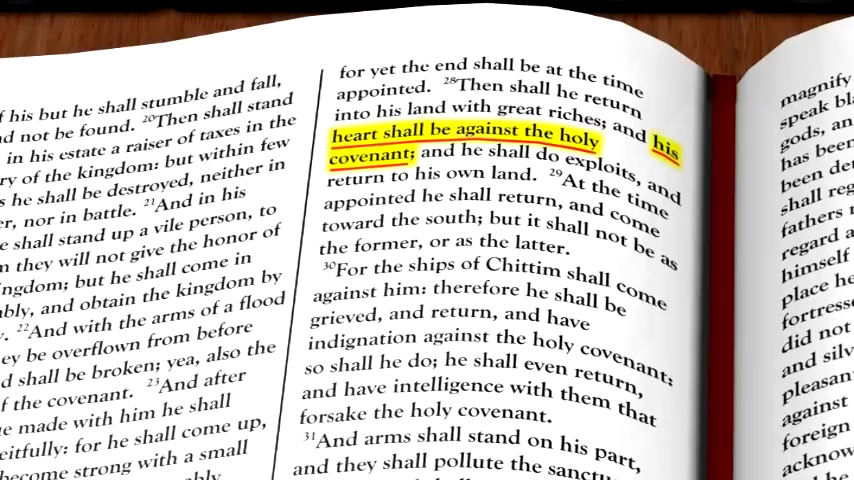 f his but he shall stumble and fall,
d not be found. 20Then shall stand
in his estate a raiser of taxes in the
ry of the kingdom: but within few
s he shall be destroyed, neither in
r, nor in battle. 21And in his
e shall stand up a vile person, to
m they will not give the honor of
ngdom; but he shall come in
bly, and obtain the kingdom by
22And with the arms of a flood
ey be overflown from before
d shall be broken; yea, also the
f the covenant. 23And after
ue made with him he shall
eitfully: for he shall come up,
become strong with a small
ably
for yet the end shall be at the time
appointed. 28Then shall he return
into his land with great riches; and his
heart shall be against the holy
covenant; and he shall do exploits, and
return to his own land. 29At the time
appointed he shall return, and come
toward the south; but it shall not be as
the former, or as the latter.
30For the ships of Chittim shall come
against him: therefore he shall be
grieved, and return, and have
indignation against the holy covenant:
so shall he do; he shall even return,
and have intelligence with them that
forsake the holy covenant.
31And arms shall stand on his part,
and they shall pollute the sanctu
magnify
speak bla
gods, an
has been
been det
shall reg
fathers n
regard a
himself
place he
fortress
did not
and silv
pleasan
against
foreign
acknow